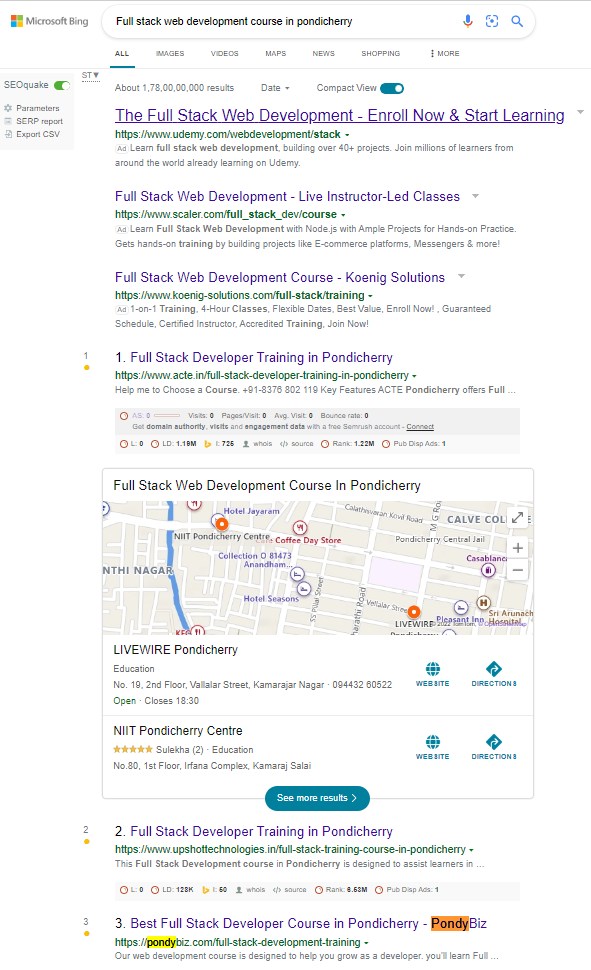 Microsoft Bing
Full stack web development course in pondicherry
ALL IMAGES VIDEOS MAPS NEWS SHOPPING MORE
SEOquake
Parameters
SERP report
Export CSV
ST▼
About 1,78,00,00,000 results Date Compact View
The Full Stack Web Development - Enroll Now & Start Learning
https://www.udemy.com/webdevelopment/stack
Ad Learn full stack web development, building over 40+ projects. Join millions of learners from
around the world already learning on Udemy.
Full Stack Web Development - Live Instructor-Led Classes
https://www.scaler.com/full_stack_dev/course
Ad Learn Full Stack Web Development with Node.js with Ample Projects for Hands-on Practice.
Gets hands-on training by building projects like E-commerce platforms, Messengers & more!
Full Stack Web Development Course - Koenig Solutions
https://www.koenig-solutions.com/full-stack/training
Ad 1-on-1 Training, 4-Hour Classes, Flexible Dates, Best Value, Enroll Now! , Guaranteed
Schedule, Certified Instructor, Accredited Training, Join Now!
1
1. Full Stack Developer Training in Pondicherry
https://www.acte.in/full-stack-developer-training-in-pondicherry
Help me to Choose a Course. +91-8376 802 119 Key Features ACTE Pondicherry offers Full ...
AS: 0 Visits: 0 Pages/Visit: 0 Avg. Visit: 0 Bounce rate: 0
Get domain authority, visits and engagement data with a free Semrush account - Connect
L: 0 LD: 1.19M I: 725 whois source Rank: 1.22M Pub Disp Ads: 1
Full Stack Web Development Course In Pondicherry
Hotel Jayaram
Calathisvaran Kovil Road
M G Ro
CALVE COL E
NIIT Pondicherry Centre
Cafe Coffee Day Store
Pondicherry Central Jail
Collection O 81473
Anandham...
Casablanc
NTHI NAGAR
SS Pillai Street
Hotel Seasons
Bharathi Road
Vellalar Stree
Pleasant Inn
Sri Arunach
Hospital
KFC
LIVEWIRE
Pondicherry
© 2022 TomTom, © OpenStreetMap
LIVEWIRE Pondicherry
Education
No. 19, 2nd Floor, Vallalar Street, Kamarajar Nagar · 094432 60522
Open · Closes 18:30
WEBSITE DIRECTIONS
NIIT Pondicherry Centre
Sulekha (2) · Education
No.80, 1st Floor, Irfana Complex, Kamaraj Salai
WEBSITE DIRECTIONS
See more results
2
2. Full Stack Developer Training in Pondicherry
https://www.upshottechnologies.in/full-stack-training-course-in-pondicherry
This Full Stack Development course in Pondicherry is designed to assist learners in ...
L: 0 LD: 128K I: 50 whois source Rank: 6.53M Pub Disp Ads: 1
3
3. Best Full Stack Developer Course in Pondicherry - PondyBiz
https://pondybiz.com/full-stack-development-training
Our web development course is designed to help you grow as a developer. you'll learn Full ...